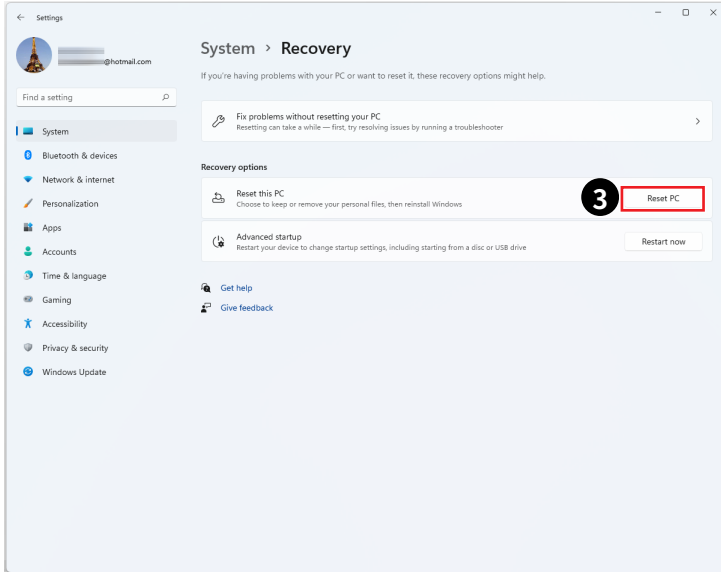 Settings
@hotmail.com
Find a setting
System
Bluetooth & devices
Network & internet
Personalization
Apps
Accounts
Time & language
Gaming
Accessibility
Privacy & security
Windows Update
System > Recovery
If you're having problems with your PC or want to reset it, these recovery options might help.
Fix problems without resetting your PC
Resetting can take a while — first, try resolving issues by running a troubleshooter
Recovery options
Reset this PC
Choose to keep or remove your personal files, then reinstall Windows
3 Reset PC
Advanced startup
Restart your device to change startup settings, including starting from a disc or USB drive
Restart now
Get help
Give feedback